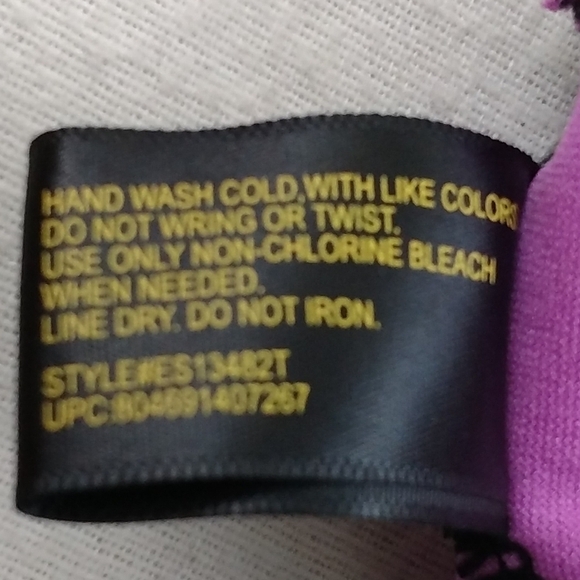 HAND WASH COLD,WITH LIKE COLORS
DO NOT WRING OR TWIST.
USE ONLY NON-CHLORINE BLEACH
WHEN NEEDED.
LINE DRY. DO NOT IRON.
STYLE#ES13482T
UPC:804691407267